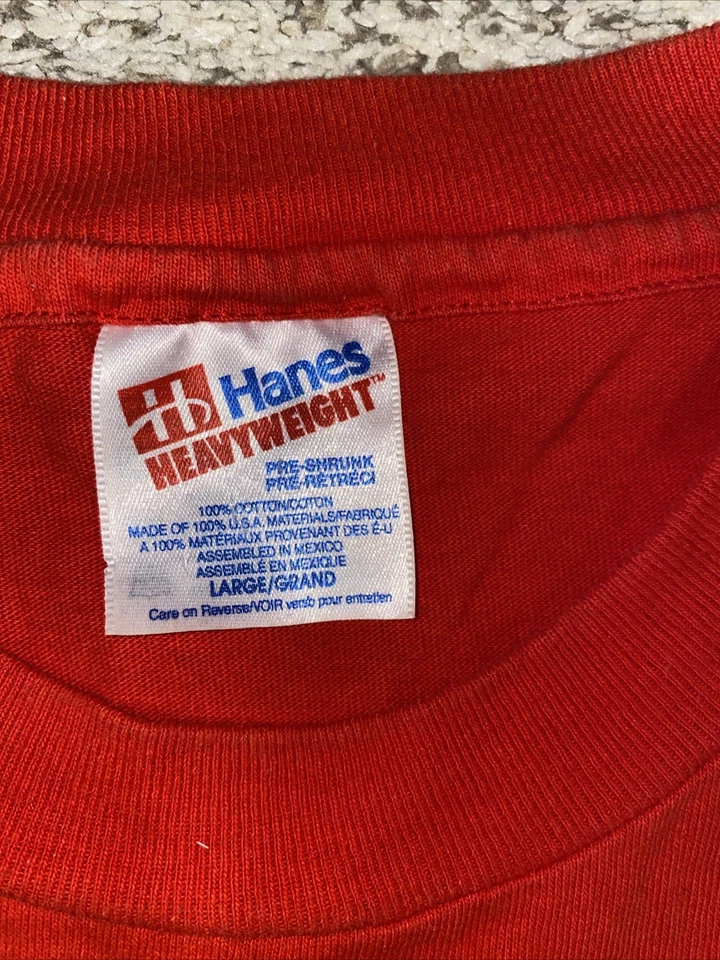 Hanes
HEAVYWEIGHT™
PRE-SHRUNK
PRÉ-RÉTRÉCI
100% COTTON/COTON
MADE OF 100% U.S.A. MATERIALS/FABRIQUÉ
A 100% MATÉRIAUX PROVENANT DES É-U
ASSEMBLED IN MEXICO
ASSEMBLÉ EN MEXIQUE
LARGE/GRAND
Care on Reverse/VOIR verso pour entretien